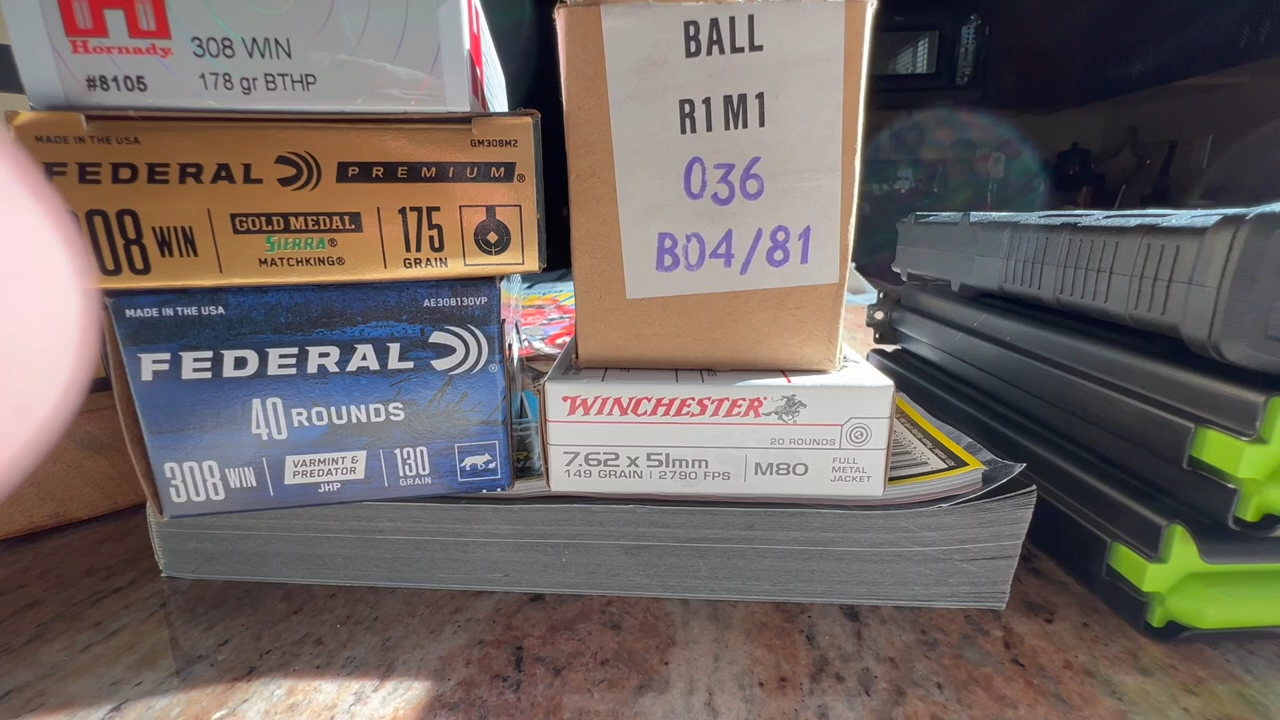 Hornady
#8105
308 WIN
178 gr BTHP
MADE IN THE USA
GM308M2
FEDERAL PREMIUM®
308 WIN
GOLD MEDAL
SIERRA®
MATCHKING®
175
GRAIN
MADE IN THE USA
AE308130VP
FEDERAL®
40 ROUNDS
308 WIN
VARMINT &
PREDATOR
JHP
130
GRAIN
BALL
R1M1
036
B04/81
WINCHESTER
20 ROUNDS
7.62 x 51mm
149 GRAIN | 2790 FPS
M80
FULL
METAL
JACKET